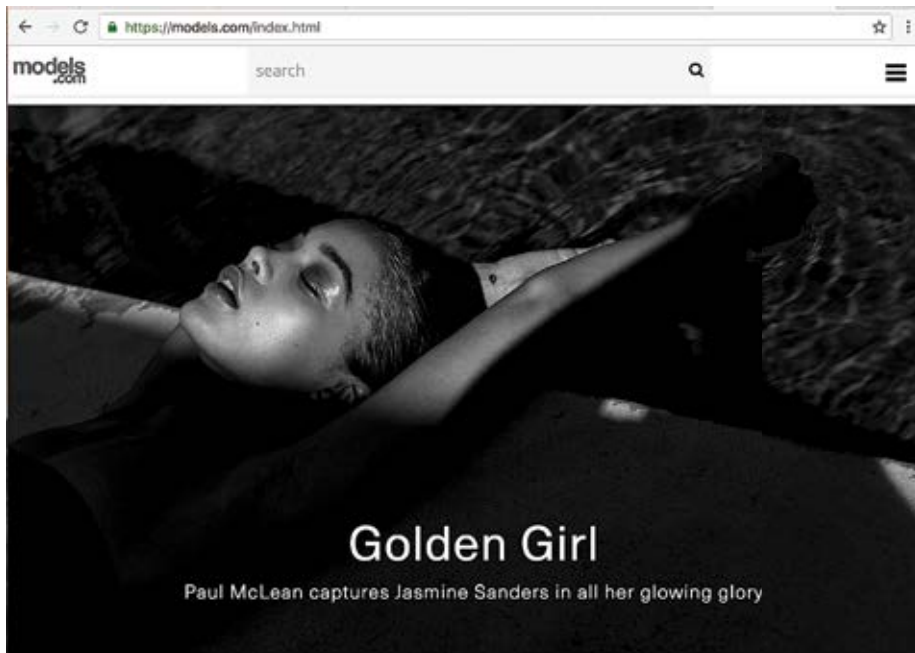 https://models.com/index.html
models
.com
search
Golden Girl
Paul McLean captures Jasmine Sanders in all her glowing glory